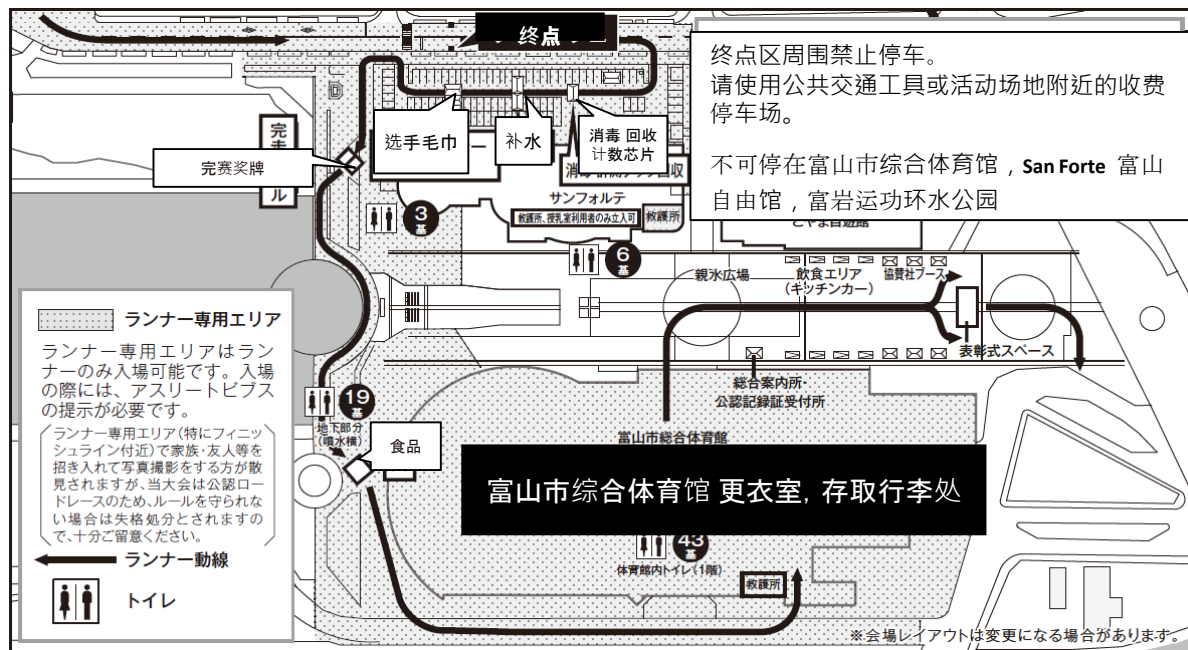 终点
终点区周围禁止停车。
请使用公共交通工具或活动场地附近的收费
停车场。
不可停在富山市综合体育馆，San Forte 富山
自由馆，富岩运功环水公园
选手毛巾
补水
消毒 回收
计数芯片
完
ル
完赛奖牌
ー
消
回収
サンフォルテ
救護所、授乳室利用者のみ立入可
救護所
3
基
6
基
親水広場
飲食エリア
(キッチンカー)
協賛社ブース
表彰式スペース
総合案内所・
公認記録証受付所
富山市総合体育館
富山市综合体育馆 更衣室, 存取行李处
43
基
体育館内トイレ(1階)
救護所
19
基
地下部分
(噴水横)
食品
ランナー専用エリア
ランナー専用エリアはラン
ナーのみ入場可能です。入場
の際には、アスリートビブス
の提示が必要です。
ランナー専用エリア(特にフィニッ
シュライン付近)で家族・友人等を
招き入れて写真撮影をする方が散
見されますが、当大会は公認ロー
ドレースのため、ルールを守られな
い場合は失格処分とされますの
で、十分ご留意ください。
ランナー動線
トイレ
※会場レイアウトは変更になる場合があります。